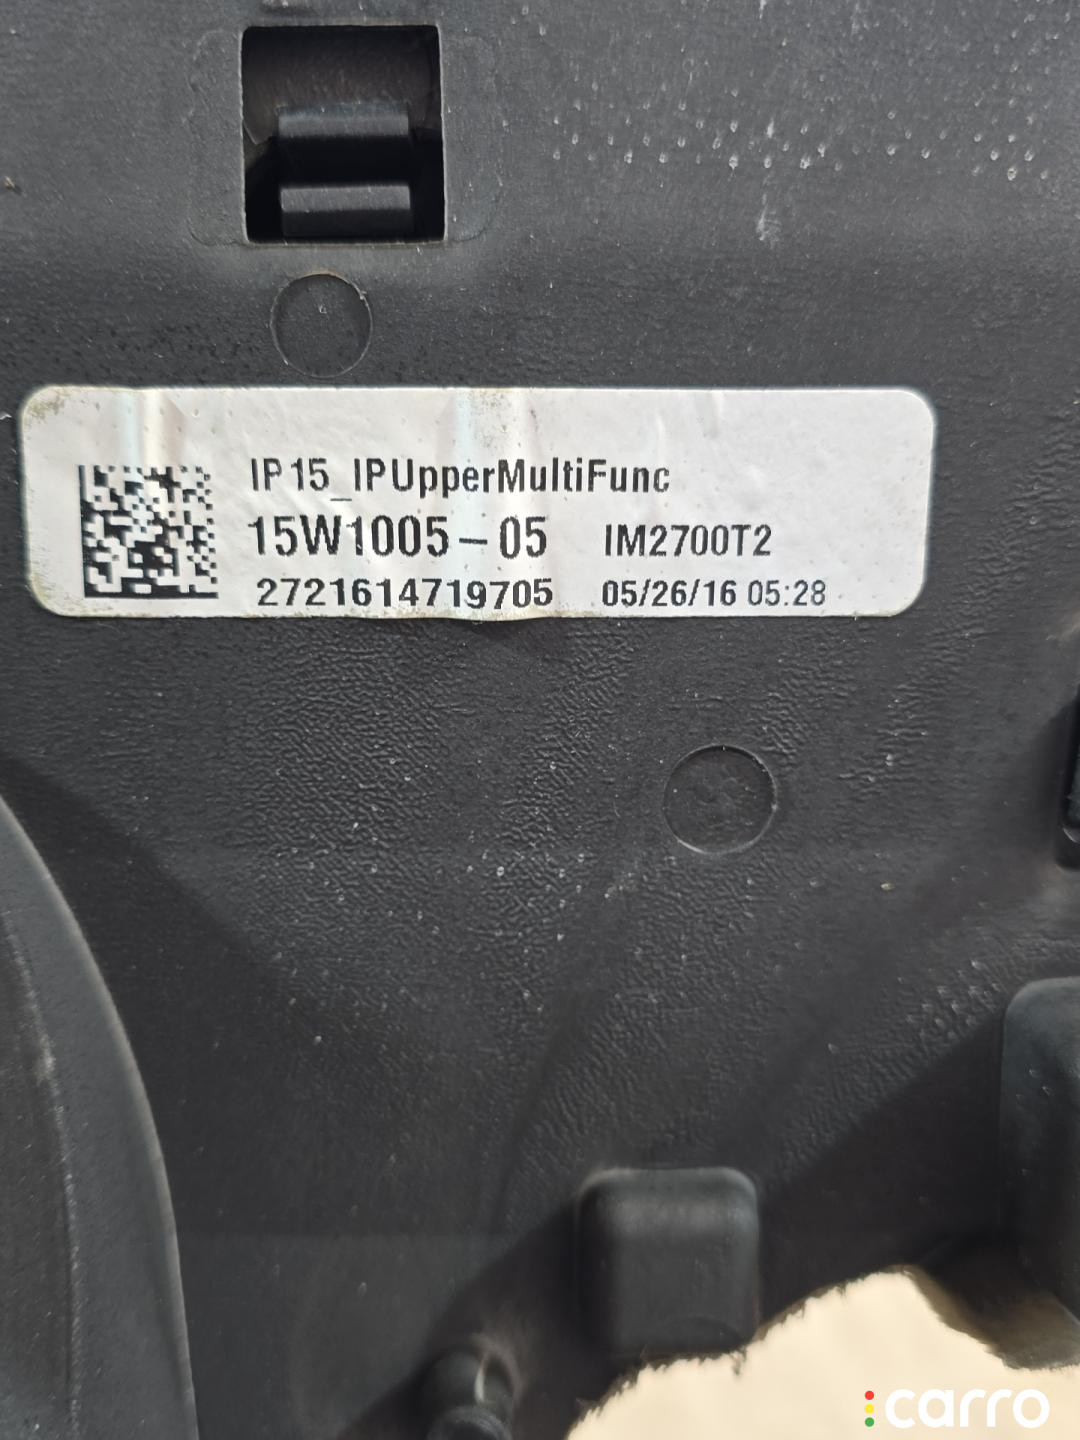 IP15_IPUpperMultiFunc
15W1005-05 IM2700T2
2721614719705 05/26/16 05:28
carro